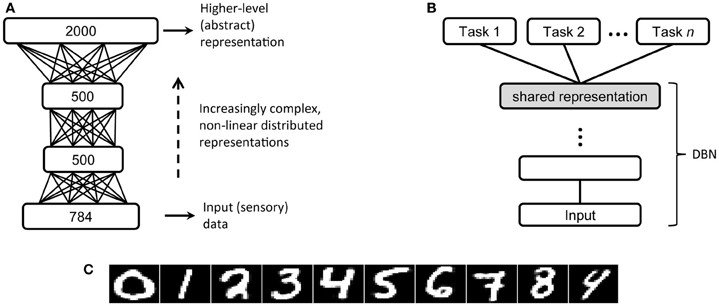 A
2000
Higher-level
(abstract)
representation
500
Increasingly complex,
non-linear distributed
representations
500
784
Input (sensory)
data
B
Task 1
Task 2
Task n
shared representation
DBN
Input
C
0 1 2 3 4 5 6 7 8 9